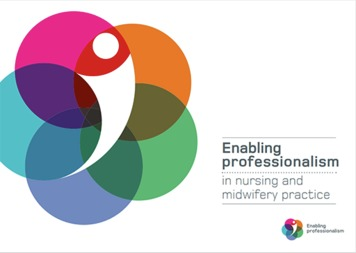 Enabling
professionalism
in nursing and
midwifery practice
Enabling
professionalism